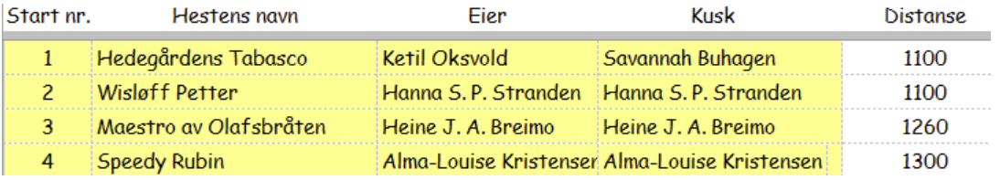 Start nr. Hestens navn Eier Kusk Distanse
1 Hedegårdens Tabasco Ketil Oksvold Savannah Buhagen 1100
2 Wisløff Petter Hanna S. P. Stranden Hanna S. P. Stranden 1100
3 Maestro av Olafsbråten Heine J. A. Breimo Heine J. A. Breimo 1260
4 Speedy Rubin Alma-Louise Kristensen Alma-Louise Kristensen 1300